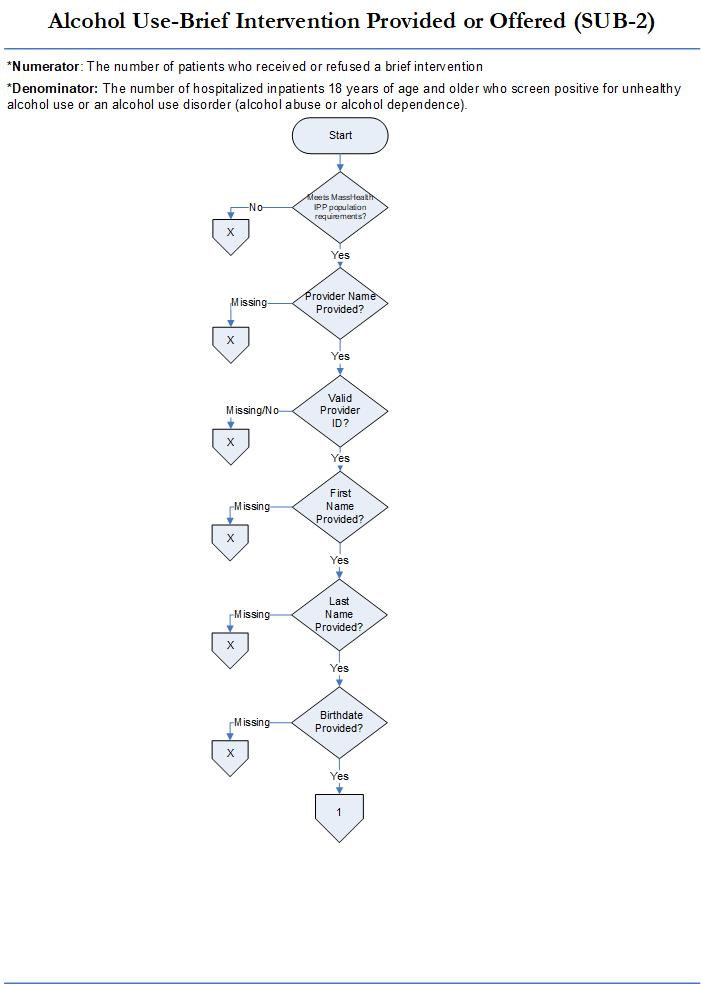 Alcohol Use-Brief Intervention Provided or Offered (SUB-2)
*Numerator: The number of patients who received or refused a brief intervention
*Denominator: The number of hospitalized inpatients 18 years of age and older who screen positive for unhealthy
alcohol use or an alcohol use disorder (alcohol abuse or alcohol dependence).
Start
Meets MassHealth
IPP population
requirements?
No
X
Yes
Provider Name
Provided?
Missing
X
Yes
Valid
Provider
ID?
Missing/No
X
Yes
First
Name
Provided?
Missing
X
Yes
Last
Name
Provided?
Missing
X
Yes
Birthdate
Provided?
Missing
X
Yes
1